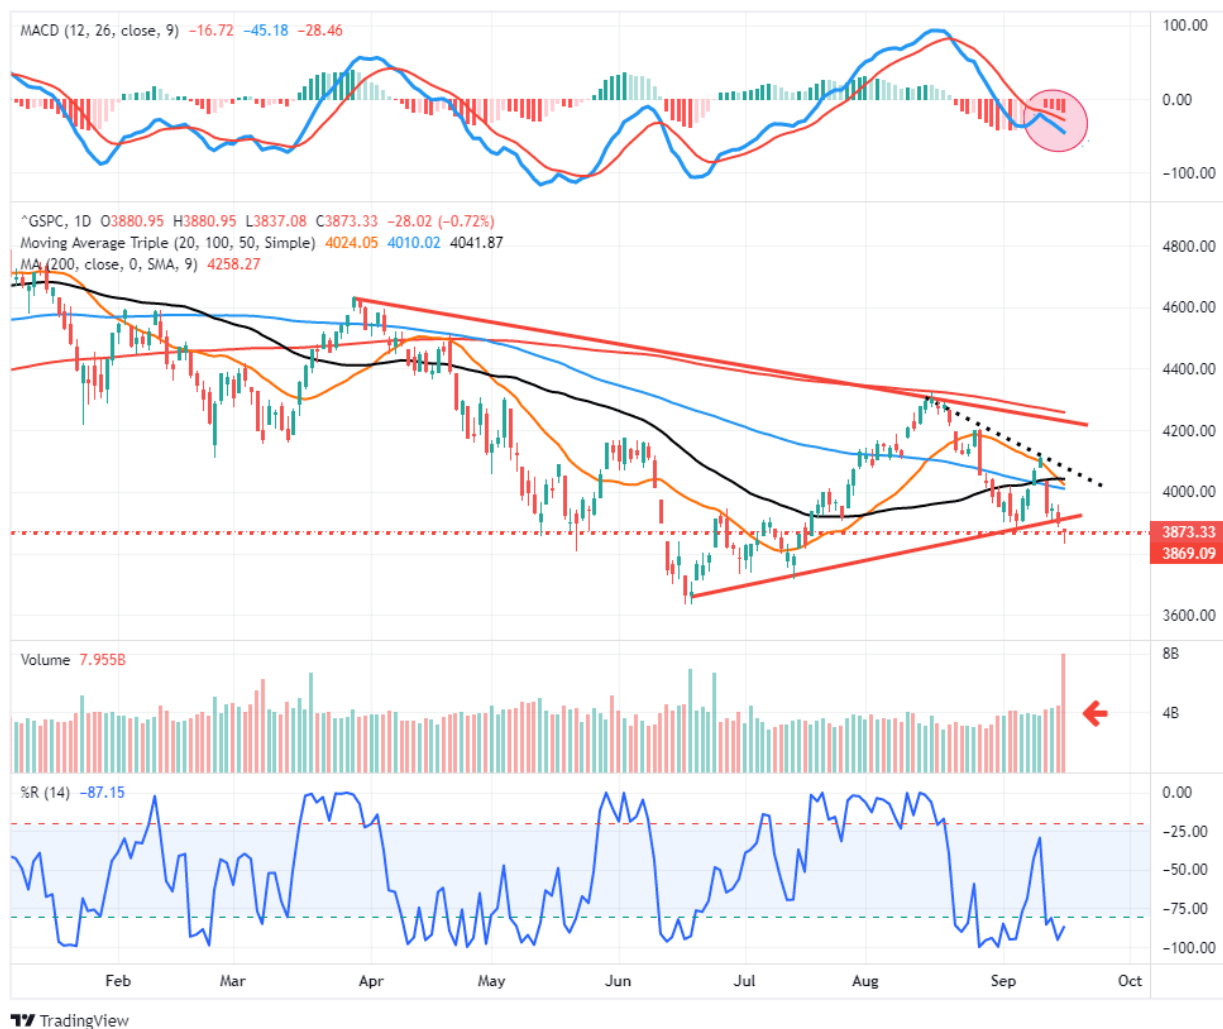 MACD (12, 26, close, 9) −16.72 −45.18 −28.46
100.00
0.00
−100.00
^GSPC, 1D O3880.95 H3880.95 L3837.08 C3873.33 −28.02 (−0.72%)
Moving Average Triple (20, 100, 50, Simple) 4024.05 4010.02 4041.87
MA (200, close, 0, SMA, 9) 4258.27
4800.00
4600.00
4400.00
4200.00
4000.00
3873.33
3869.09
3600.00
Volume 7.955B
8B
4B
%R (14) −87.15
0.00
−25.00
−50.00
−75.00
−100.00
Feb Mar Apr May Jun Jul Aug Sep Oct
TradingView